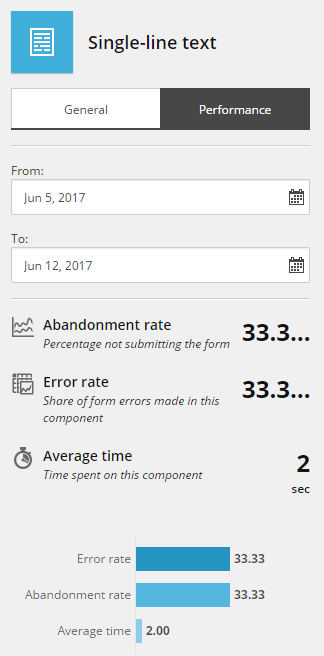 Single-line text
General
Performance
From:
Jun 5, 2017
To:
Jun 12, 2017
Abandonment rate
33.3...
Percentage not submitting the form
Error rate
33.3...
Share of form errors made in this
component
Average time
2
Time spent on this component
sec
Error rate 33.33
Abandonment rate 33.33
Average time 2.00